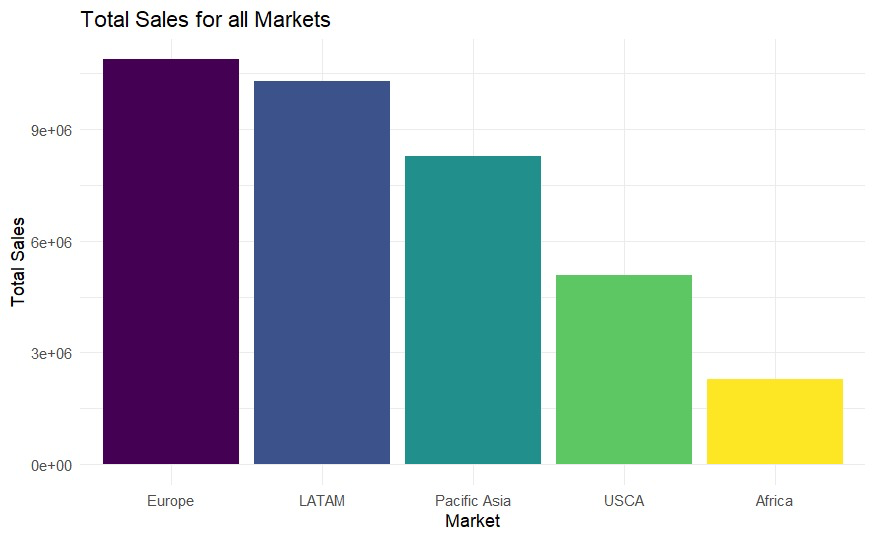 Total Sales for all Markets
Total Sales
9e+06
6e+06
3e+06
0e+00
Europe LATAM Pacific Asia USCA Africa
Market